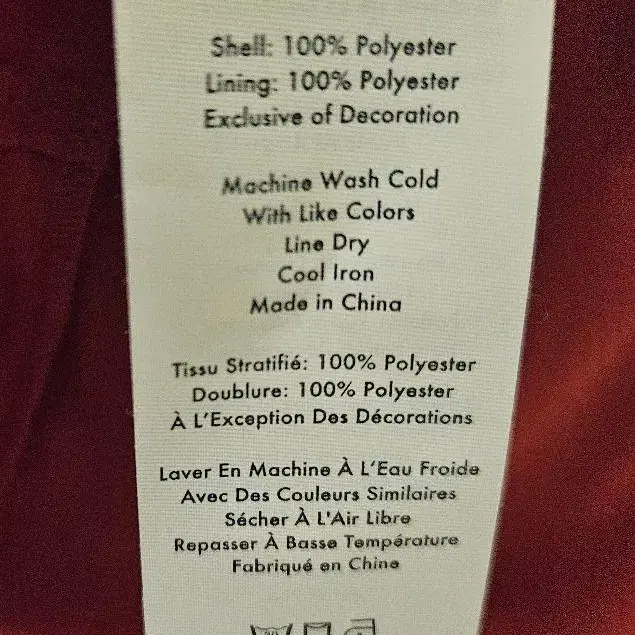 Shell: 100% Polyester
Lining: 100% Polyester
Exclusive of Decoration
Machine Wash Cold
With Like Colors
Line Dry
Cool Iron
Made in China
Tissu Stratifié: 100% Polyester
Doublure: 100% Polyester
À L'Exception Des Décorations
Laver En Machine À L'Eau Froide
Avec Des Couleurs Similaires
Sécher À L'Air Libre
Repasser À Basse Température
Fabriqué en Chine